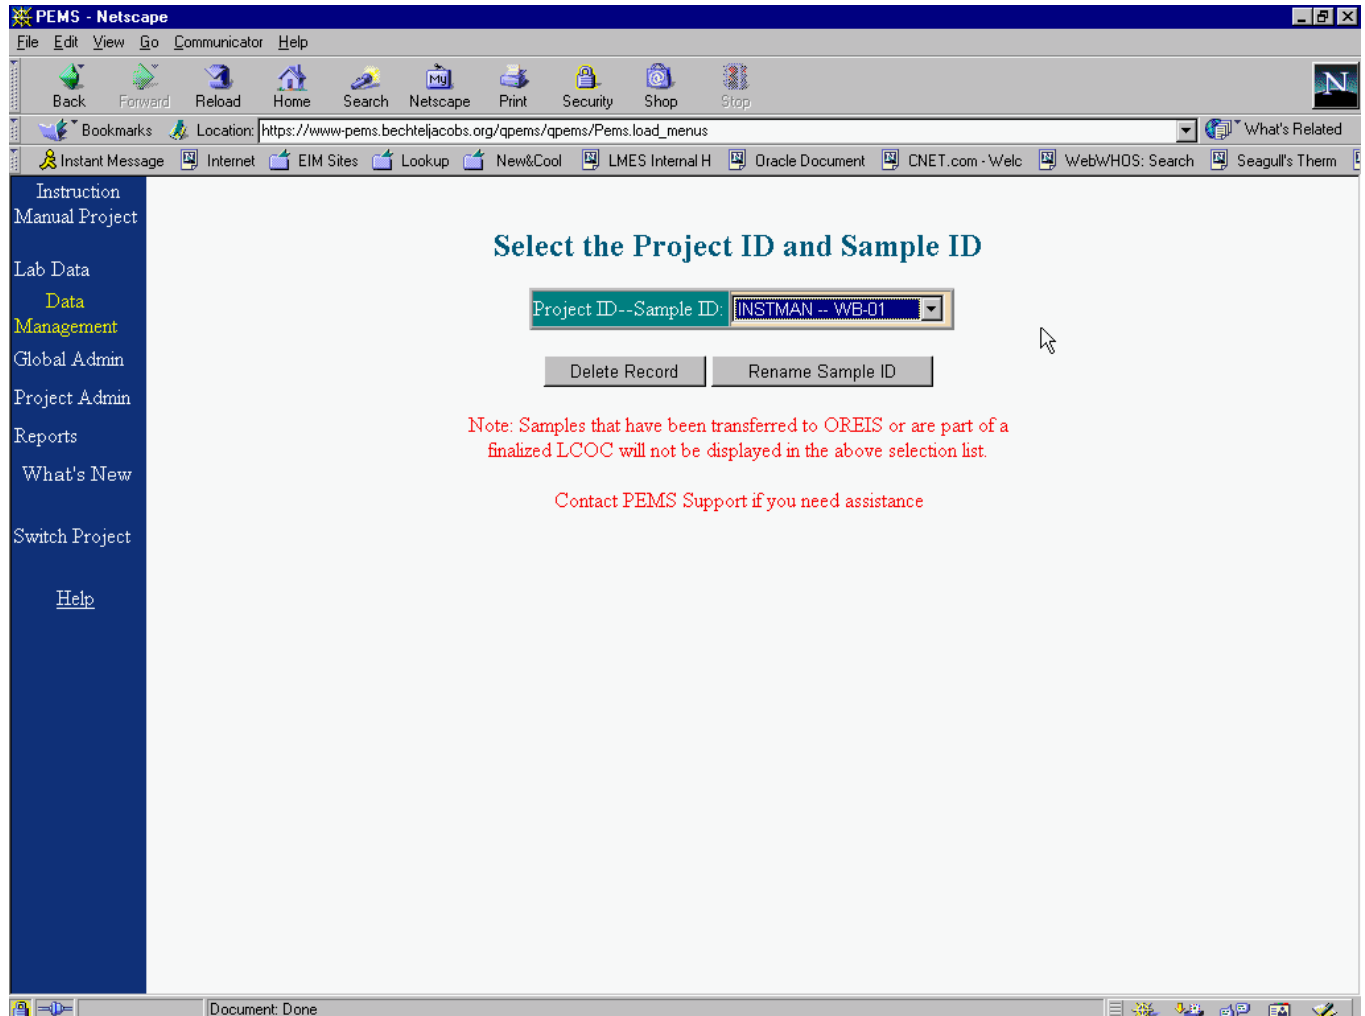 PEMS - Netscape
File Edit View Go Communicator Help
Back Forward Reload Home Search Netscape Print Security Shop Stop
My
N
Bookmarks Location: https://www-pems.bechteljacobs.org/qpems/qpems/Pems.load_menus What's Related
Instant Message Internet EIM Sites Lookup New&Cool LMES Internal H Oracle Document CNET.com - Welc WebWHOS: Search Seagull's Therm
Instruction
Manual Project
Lab Data
Data
Management
Global Admin
Project Admin
Reports
What's New
Switch Project
Help
Select the Project ID and Sample ID
Project ID--Sample ID: INSTMAN -- WB-01
Delete Record Rename Sample ID
Note: Samples that have been transferred to OREIS or are part of a
finalized LCOC will not be displayed in the above selection list.
Contact PEMS Support if you need assistance
Document: Done